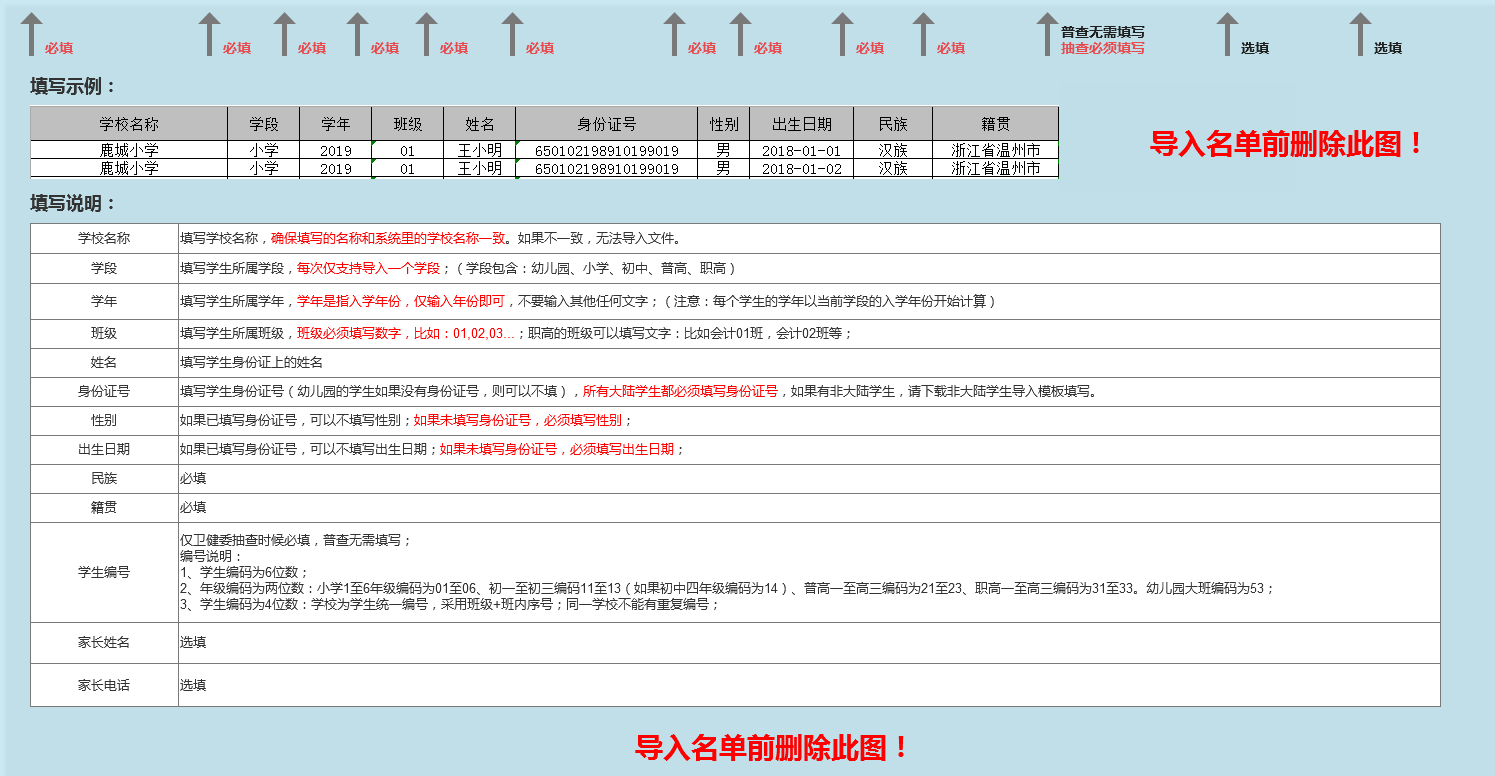 必填 必填 必填 必填 必填 必填 必填 必填 必填 必填 普查无需填写 选填 选填
抽查必须填写
填写示例：
学校名称 学段 学年 班级 姓名 身份证号 性别 出生日期 民族 籍贯
鹿城小学 小学 2019 01 王小明 650102198910199019 男 2018-01-01 汉族 浙江省温州市
鹿城小学 小学 2019 01 王小明 650102198910199019 男 2018-01-02 汉族 浙江省温州市
导入名单前删除此图！
填写说明：
学校名称 填写学校名称，确保填写的名称和系统里的学校名称一致。如果不一致，无法导入文件。
学段 填写学生所属学段，每次仅支持导入一个学段；（学段包含：幼儿园、小学、初中、普高、职高）
学年 填写学生所属学年，学年是指入学年份，仅输入年份即可，不要输入其他任何文字；（注意：每个学生的学年以当前学段的入学年份开始计算）
班级 填写学生所属班级，班级必须填写数字，比如：01,02,03...；职高的班级可以填写文字：比如会计01班，会计02班等；
姓名 填写学生身份证上的姓名
身份证号 填写学生身份证号（幼儿园的学生如果没有身份证号，则可以不填），所有大陆学生都必须填写身份证号，如果有非大陆学生，请下载非大陆学生导入模板填写。
性别 如果已填写身份证号，可以不填写性别；如果未填写身份证号，必须填写性别；
出生日期 如果已填写身份证号，可以不填写出生日期；如果未填写身份证号，必须填写出生日期；
民族 必填
籍贯 必填
学生编号 仅卫健委抽查时候必填，普查无需填写；
编号说明：
1、学生编码为6位数；
2、年级编码为两位数：小学1至6年级编码为01至06、初一至初三编码11至13（如果初中四年级编码为14）、普高一至高三编码为21至23、职高一至高三编码为31至33。幼儿园大班编码为53；
3、学生编码为4位数：学校为学生统一编号，采用班级+班内序号；同一学校不能有重复编号；
家长姓名 选填
家长电话 选填
导入名单前删除此图！